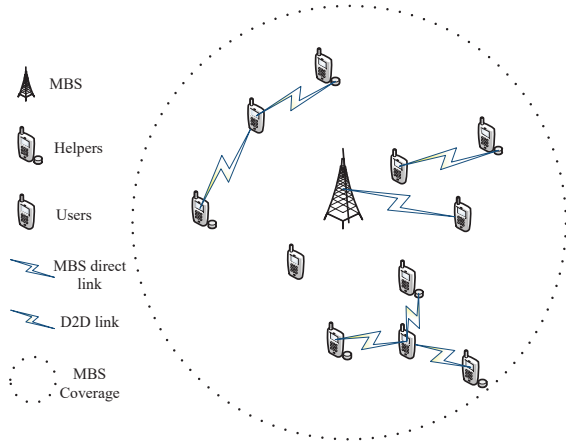 MBS
Helpers
Users
MBS direct
link
D2D link
MBS
Coverage